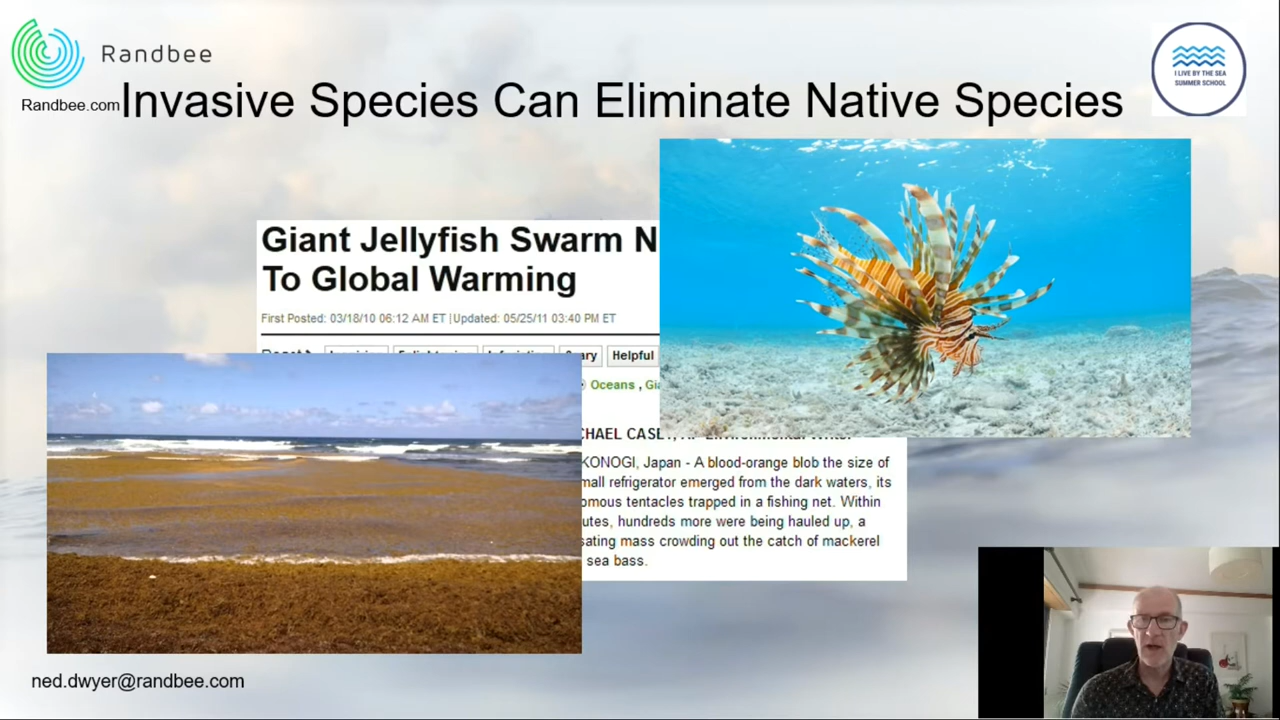 Randbee
Randbee.com
I LIVE BY THE SEA
SUMMER SCHOOL
Invasive Species Can Eliminate Native Species
Giant Jellyfish Swarm N
To Global Warming
First Posted: 03/18/10 06:12 AM ET | Updated: 05/25/11 03:40 PM ET
Helpful
Oceans , Gi
CHAEL CASEY
KONOGI, Japan - A blood-orange blob the size of
mall refrigerator emerged from the dark waters, its
omous tentacles trapped in a fishing net. Within
utes, hundreds more were being hauled up, a
sating mass crowding out the catch of mackerel
sea bass.
ned.dwyer@randbee.com